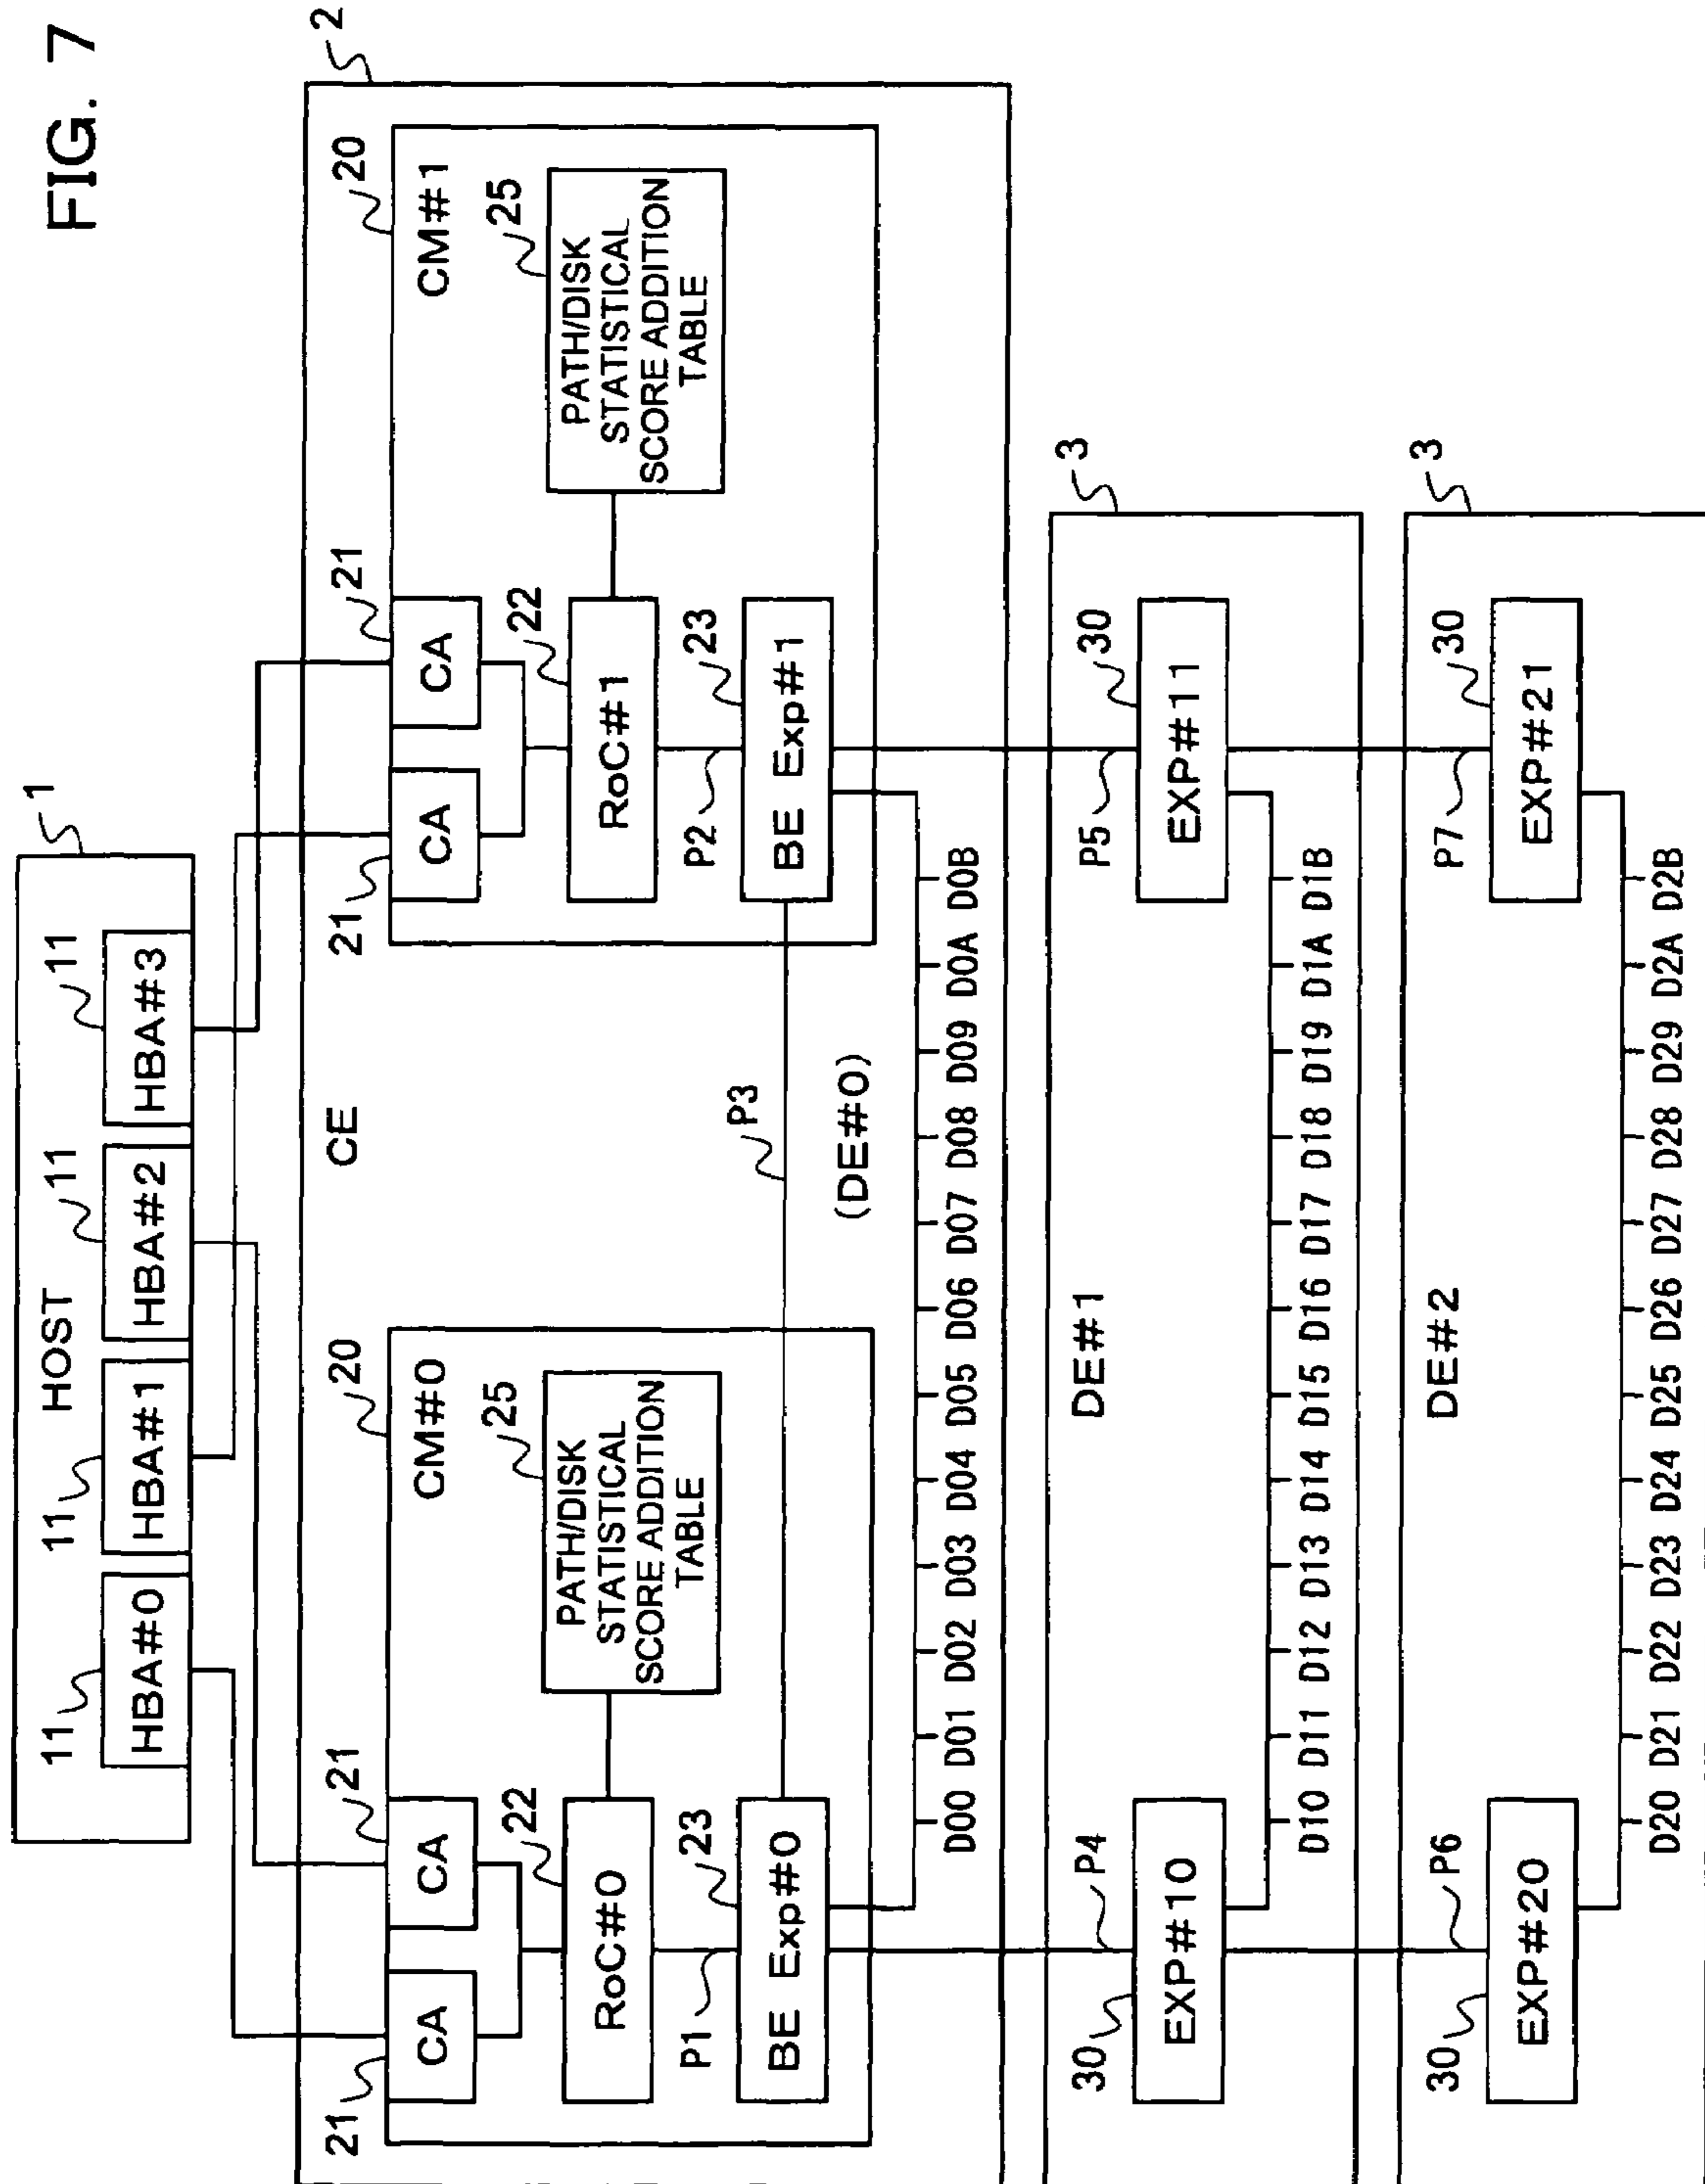 FIG. 7
1
HOST
11 11 11 11
HBA#0 HBA#1 HBA#2 HBA#3
2
CE
20
CM#0
21 21
CA CA
22
RoC#0
25
PATH/DISK
STATISTICAL
SCORE ADDITION
TABLE
P1
23
BE Exp#0
P3
20
CM#1
21 21
CA CA
22
RoC#1
25
PATH/DISK
STATISTICAL
SCORE ADDITION
TABLE
P2
23
BE Exp#1
(DE#0)
D00 D01 D02 D03 D04 D05 D06 D07 D08 D09 D0A D0B
3
DE#1
30 P4
EXP#10
P5 30
EXP#11
D10 D11 D12 D13 D14 D15 D16 D17 D18 D19 D1A D1B
3
DE#2
30 P6
EXP#20
P7 30
EXP#21
D20 D21 D22 D23 D24 D25 D26 D27 D28 D29 D2A D2B